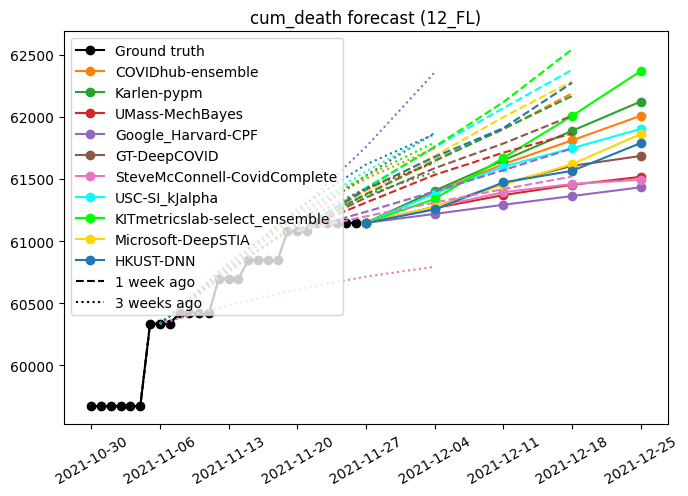 cum_death forecast (12_FL)
62500
62000
61500
61000
60500
60000
Ground truth
COVIDhub-ensemble
Karlen-pypm
UMass-MechBayes
Google_Harvard-CPF
GT-DeepCOVID
SteveMcConnell-CovidComplete
USC-SI_kJalpha
KITmetricslab-select_ensemble
Microsoft-DeepSTIA
HKUST-DNN
1 week ago
3 weeks ago
2021-10-30
2021-11-06
2021-11-13
2021-11-20
2021-11-27
2021-12-04
2021-12-11
2021-12-18
2021-12-25